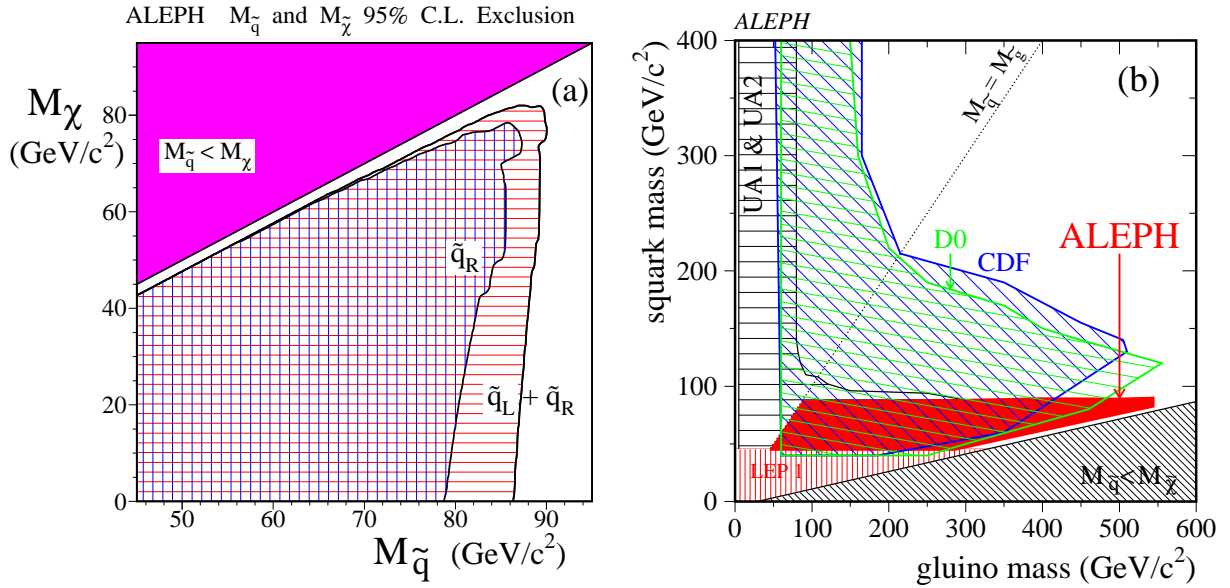 ALEPH M_q̃ and M_χ̃ 95% C.L. Exclusion
(a)
M_χ
(GeV/c²)
M_q̃ < M_χ
q̃_R
q̃_L + q̃_R
0
20
40
60
80
50
60
70
80
90
M_q̃ (GeV/c²)
ALEPH
(b)
squark mass (GeV/c²)
UA1 & UA2
M_q̃ = M_g̃
D0
CDF
ALEPH
LEP 1
M_q̃ < M_χ̃
0
100
200
300
400
0
100
200
300
400
500
600
gluino mass (GeV/c²)